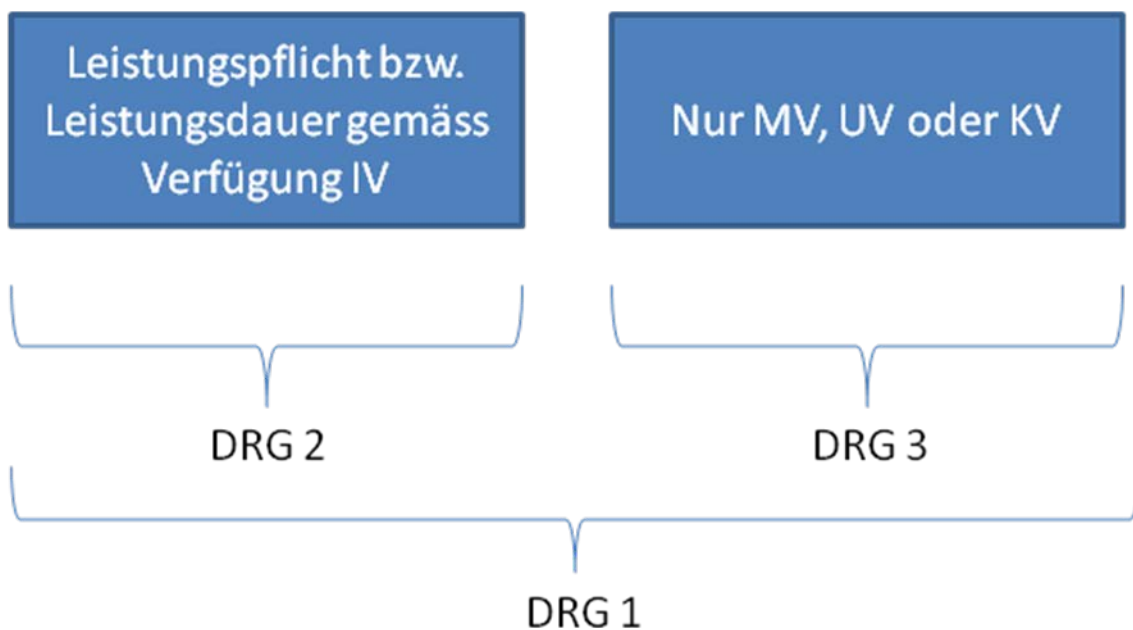 Leistungspflicht bzw.
Leistungsdauer gemäss
Verfügung IV
Nur MV, UV oder KV
DRG 2
DRG 3
DRG 1